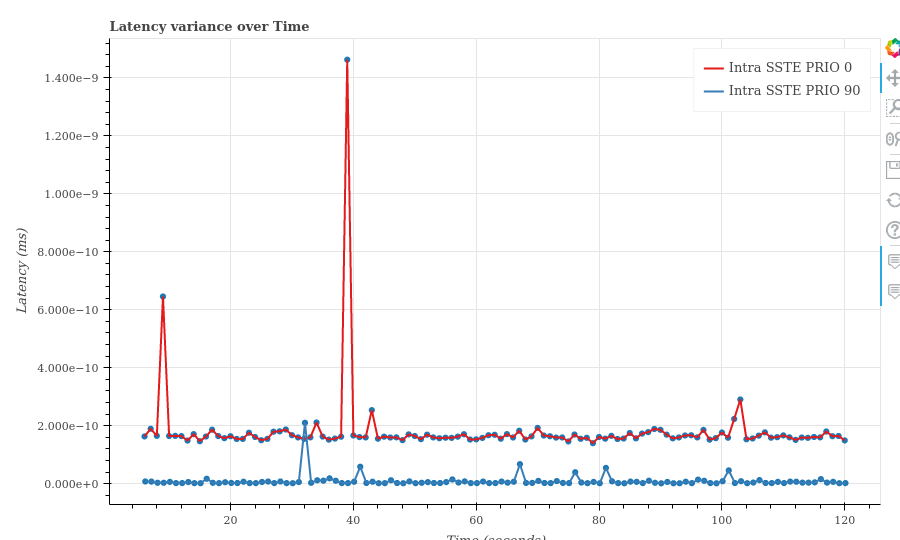 Latency variance over Time
Intra SSTE PRIO 0
Intra SSTE PRIO 90
1.400e−9
1.200e−9
1.000e−9
8.000e−10
6.000e−10
4.000e−10
2.000e−10
0.000e+0
Latency (ms)
20 40 60 80 100 120
Time (seconds)